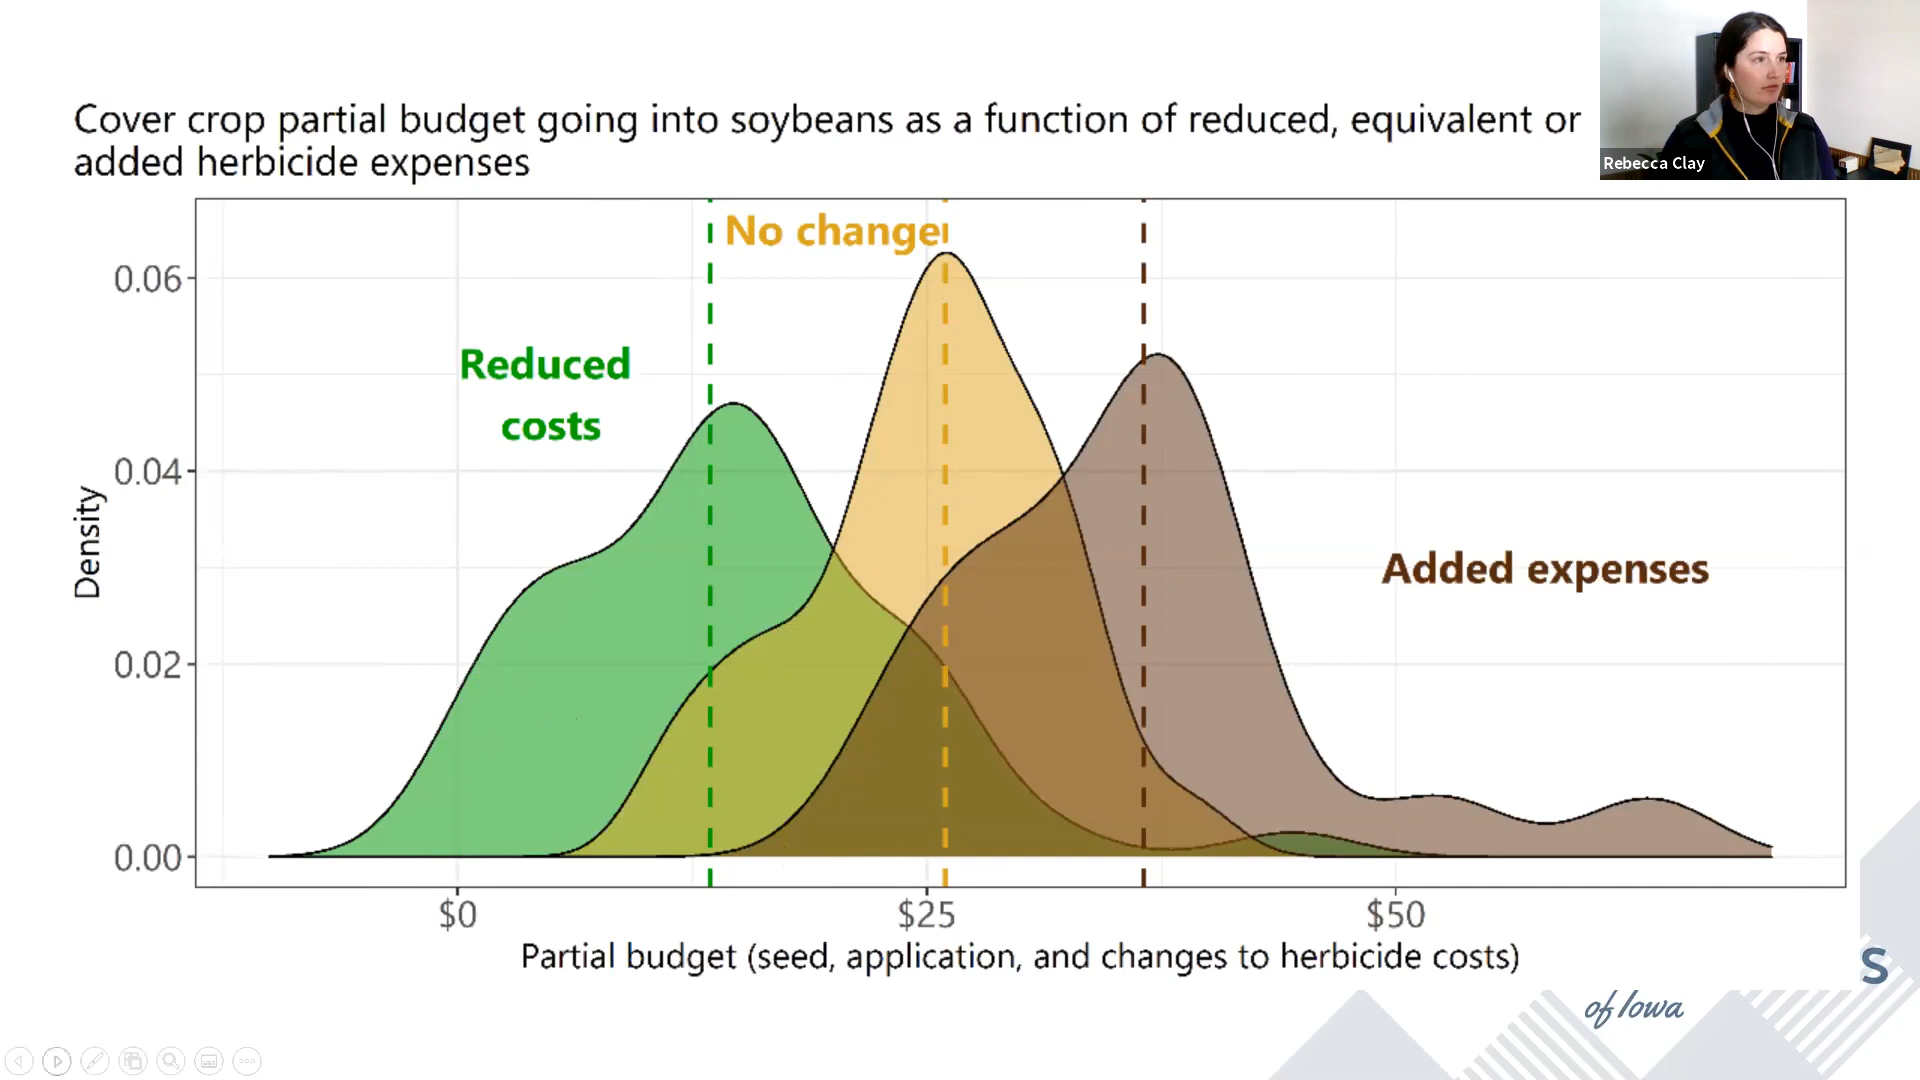 Cover crop partial budget going into soybeans as a function of reduced, equivalent or
added herbicide expenses
Rebecca Clay
No change
Reduced
costs
Added expenses
Density
0.06
0.04
0.02
0.00
$0
$25
$50
Partial budget (seed, application, and changes to herbicide costs)
S
of Iowa